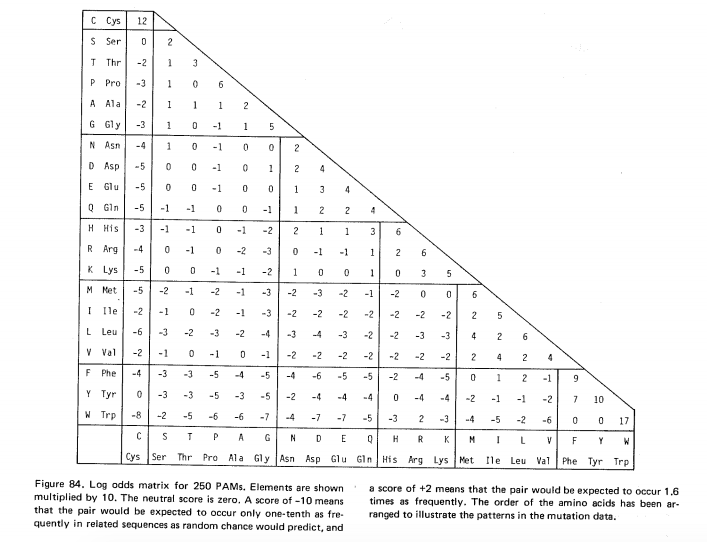 C Cys 12
S Ser 0 2
T Thr -2 1 3
P Pro -3 1 0 6
A Ala -2 1 1 1 2
G Gly -3 1 0 -1 1 5
N Asn -4 1 0 -1 0 0 2
D Asp -5 0 0 -1 0 1 2 4
E Glu -5 0 0 -1 0 0 1 3 4
Q Gln -5 -1 -1 0 0 -1 1 2 2 4
H His -3 -1 -1 0 -1 -2 2 1 1 3 6
R Arg -4 0 -1 0 -2 -3 0 -1 -1 1 2 6
K Lys -5 0 0 -1 -1 -2 1 0 0 1 0 3 5
M Met -5 -2 -1 -2 -1 -3 -2 -3 -2 -1 -2 0 0 6
I Ile -2 -1 0 -2 -1 -3 -2 -2 -2 -2 -2 -2 -2 2 5
L Leu -6 -3 -2 -3 -2 -4 -3 -4 -3 -2 -2 -3 -3 4 2 6
V Val -2 -1 0 -1 0 -1 -2 -2 -2 -2 -2 -2 -2 2 4 2 4
F Phe -4 -3 -3 -5 -4 -5 -4 -6 -5 -5 -2 -4 -5 0 1 2 -1 9
Y Tyr 0 -3 -3 -5 -3 -5 -2 -4 -4 -4 0 -4 -4 -2 -1 -1 -2 7 10
W Trp -8 -2 -5 -6 -6 -7 -4 -7 -7 -5 -3 2 -3 -4 -5 -2 -6 0 0 17
C S T P A G N D E Q H R K M I L V F Y W
Cys Ser Thr Pro Ala Gly Asn Asp Glu Gln His Arg Lys Met Ile Leu Val Phe Tyr Trp
Figure 84. Log odds matrix for 250 PAMs. Elements are shown
multiplied by 10. The neutral score is zero. A score of -10 means
that the pair would be expected to occur only one-tenth as fre-
quently in related sequences as random chance would predict, and
a score of +2 means that the pair would be expected to occur 1.6
times as frequently. The order of the amino acids has been ar-
ranged to illustrate the patterns in the mutation data.